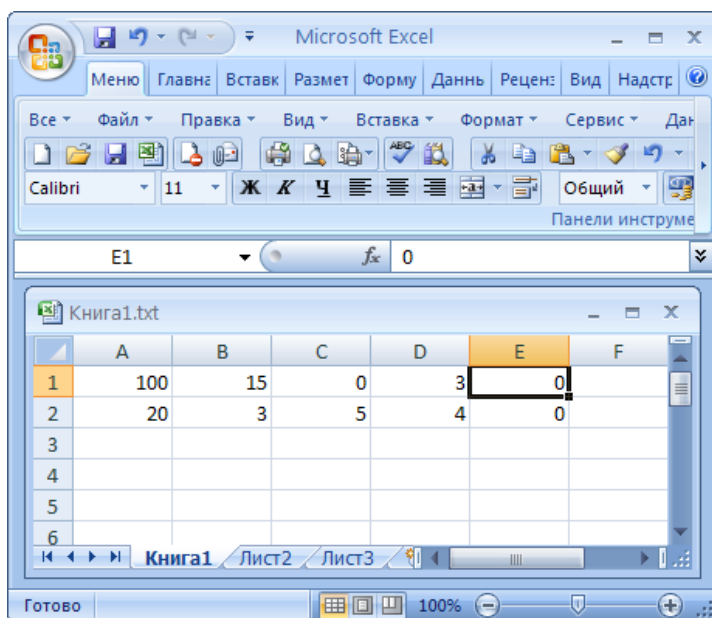 Microsoft Excel
Меню Главна Вставк Размет Форму Даннь Реценз Вид Надстр
Все Файл Правка Вид Вставка Формат Сервис Дан
ABC
Calibri 11 Ж К Ч a Общий
Панели инструме
E1 fx 0
Книга1.txt
A B C D E F
1 100 15 0 3 0
2 20 3 5 4 0
3
4
5
6
Книга1 Лист2 Лист3
Готово 100%